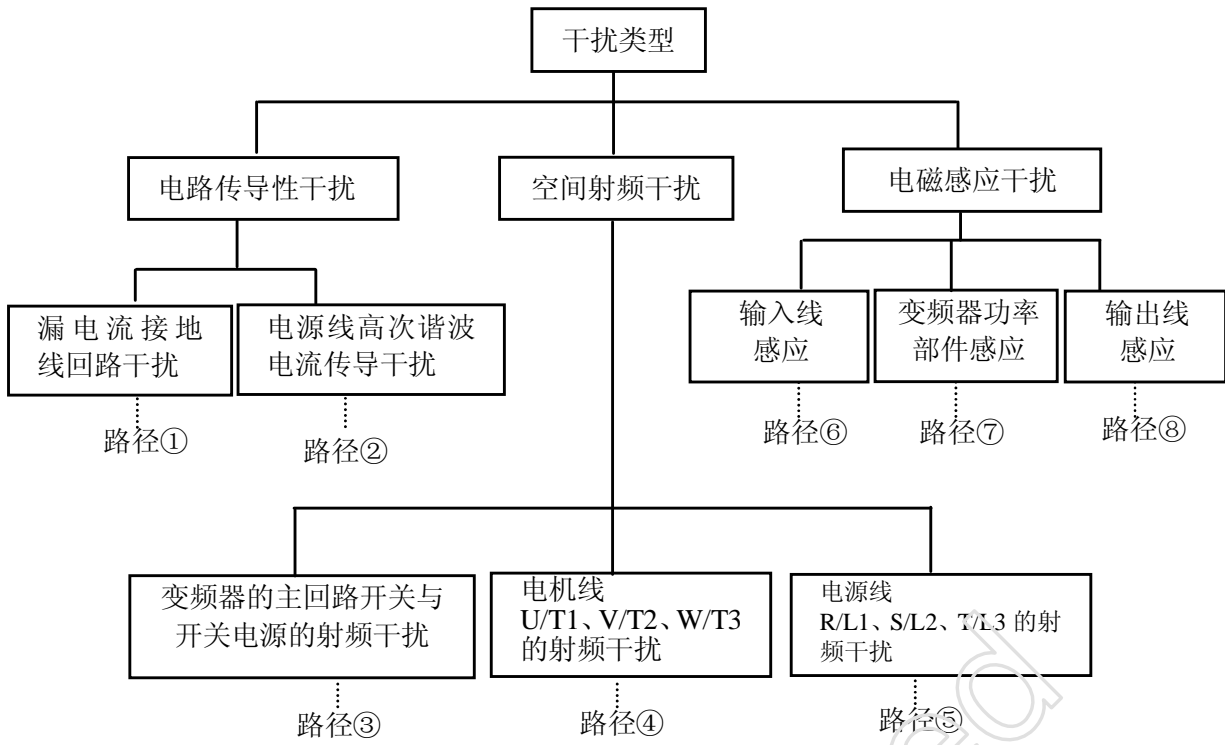 干扰类型
电路传导性干扰
空间射频干扰
电磁感应干扰
漏电流接地
线回路干扰
电源线高次谐波
电流传导干扰
输入线
感应
变频器功率
部件感应
输出线
感应
路径①
路径②
路径⑥
路径⑦
路径⑧
变频器的主回路开关与
开关电源的射频干扰
电机线
U/T1、V/T2、W/T3
的射频干扰
电源线
R/L1、S/L2、T/L3 的射
频干扰
路径③
路径④
路径⑤
ed